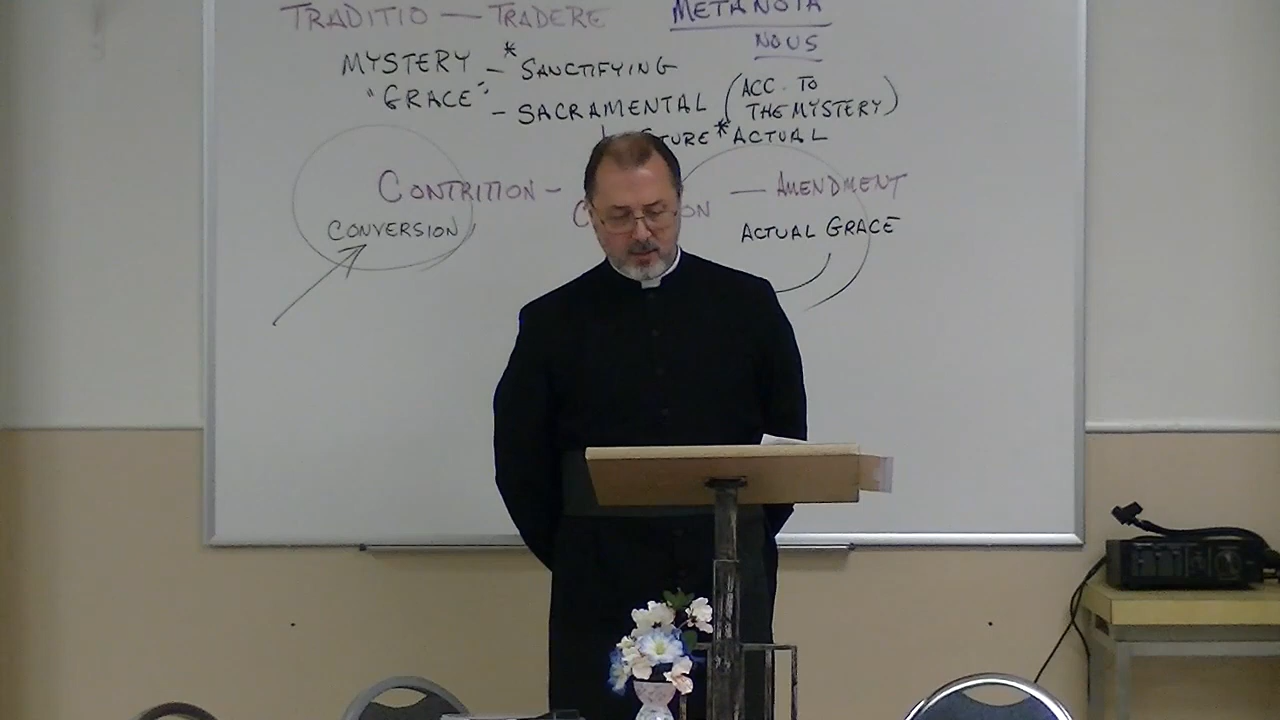 TRADITIO — TRADERE
METANOIA
NOUS
MYSTERY — * SANCTIFYING
"GRACE" — SACRAMENTAL (ACC. TO THE MYSTERY)
* ACTUAL
CONTRITION — — AMENDMENT
CONVERSION
ACTUAL GRACE